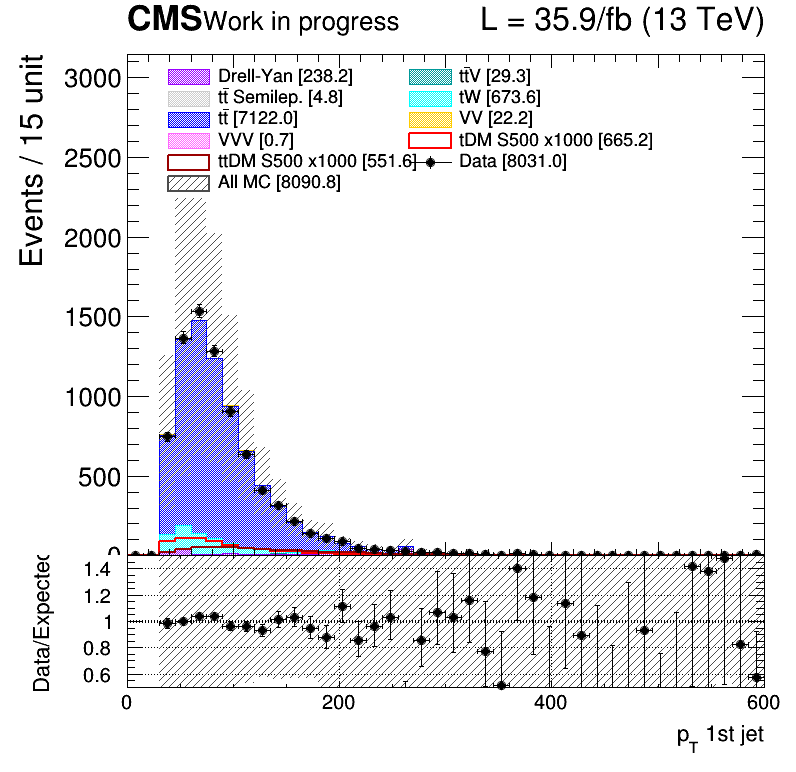 CMS Work in progress L = 35.9/fb (13 TeV)
Events / 15 unit
3000
2500
2000
1500
1000
500
0
Drell-Yan [238.2]
tt̄V [29.3]
tt̄ Semilep. [4.8]
tW [673.6]
tt̄ [7122.0]
VV [22.2]
VVV [0.7]
tDM S500 x1000 [665.2]
ttDM S500 x1000 [551.6]
Data [8031.0]
All MC [8090.8]
Data/Expected
1.4
1.2
1
0.8
0.6
0 200 400 600
p_T 1st jet